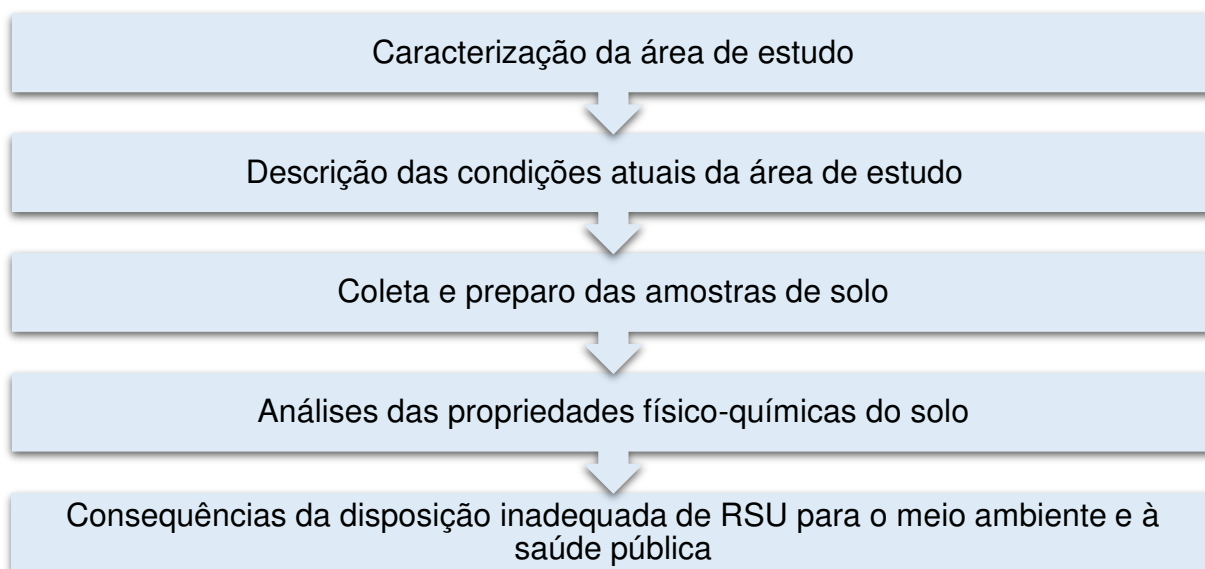 Caracterização da área de estudo
Descrição das condições atuais da área de estudo
Coleta e preparo das amostras de solo
Análises das propriedades físico-químicas do solo
Consequências da disposição inadequada de RSU para o meio ambiente e à
saúde pública